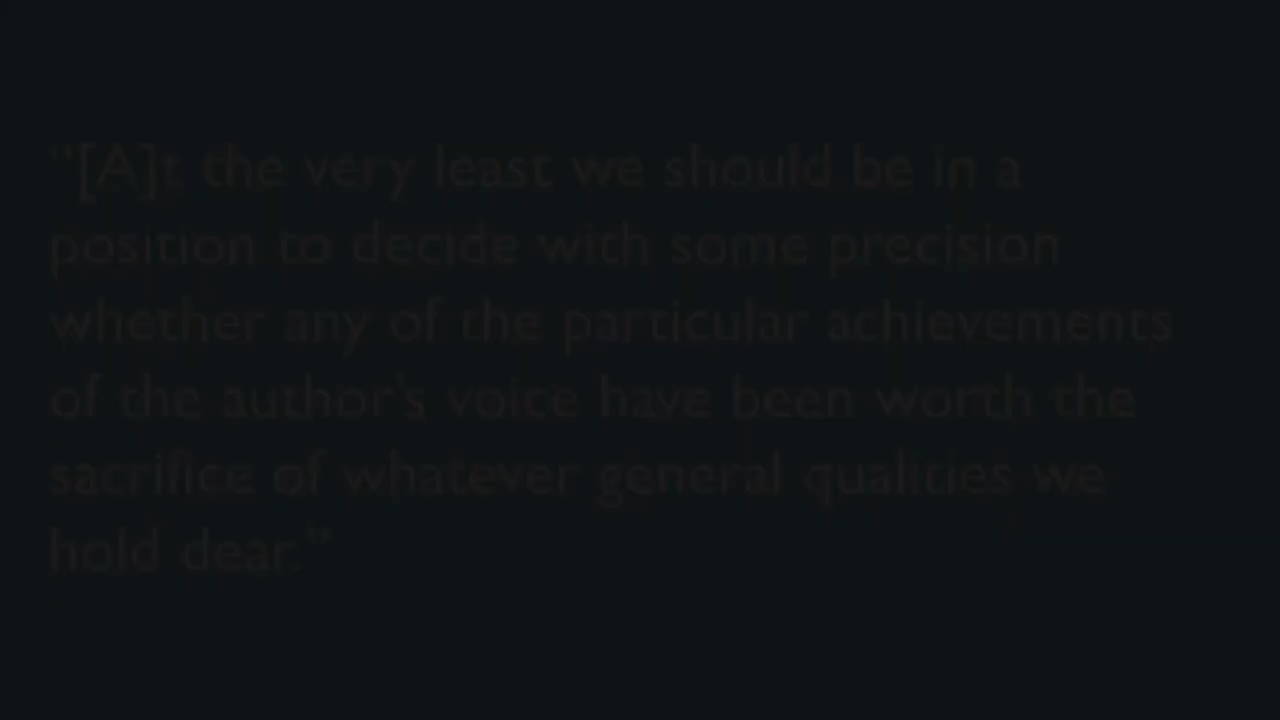 “[A]t the very least we should be in a
position to decide with some precision
whether any of the particular achievements
of the author’s voice have been worth the
sacrifice of whatever general qualities we
hold dear.”